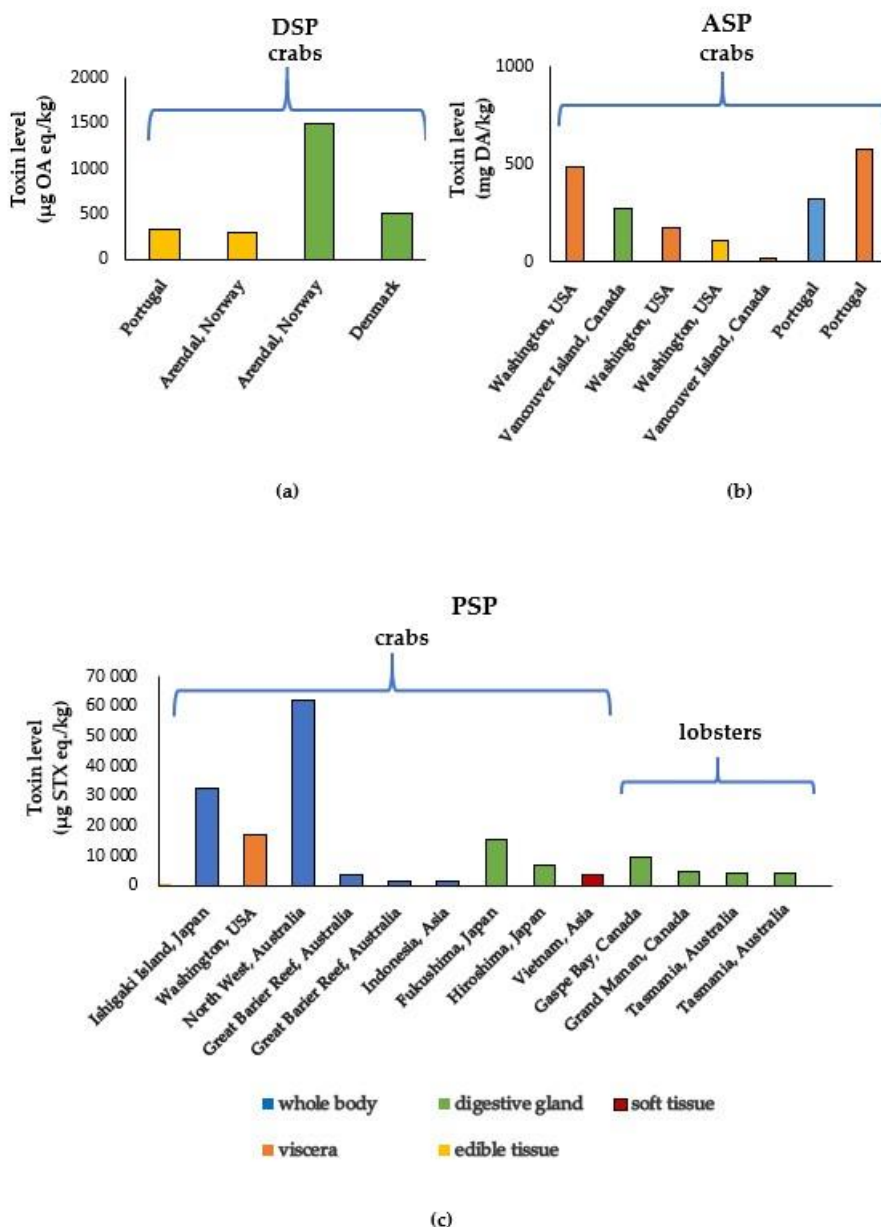 DSP
crabs
Toxin level
(µg OA eq./kg)
2000
1500
1000
500
0
Portugal
Arendal, Norway
Arendal, Norway
Denmark
(a)
ASP
crabs
Toxin level
(mg DA/kg)
1000
500
0
Washington, USA
Vancouver Island, Canada
Washington, USA
Washington, USA
Vancouver Island, Canada
Portugal
Portugal
(b)
PSP
crabs
lobsters
Toxin level
(µg STX eq./kg)
70 000
60 000
50 000
40 000
30 000
20 000
10 000
0
Ishigaki Island, Japan
Washington, USA
North West, Australia
Great Barier Reef, Australia
Great Barier Reef, Australia
Indonesia, Asia
Fukushima, Japan
Hiroshima, Japan
Vietnam, Asia
Gaspe Bay, Canada
Grand Manan, Canada
Tasmania, Australia
Tasmania, Australia
whole body
digestive gland
soft tissue
viscera
edible tissue
(c)